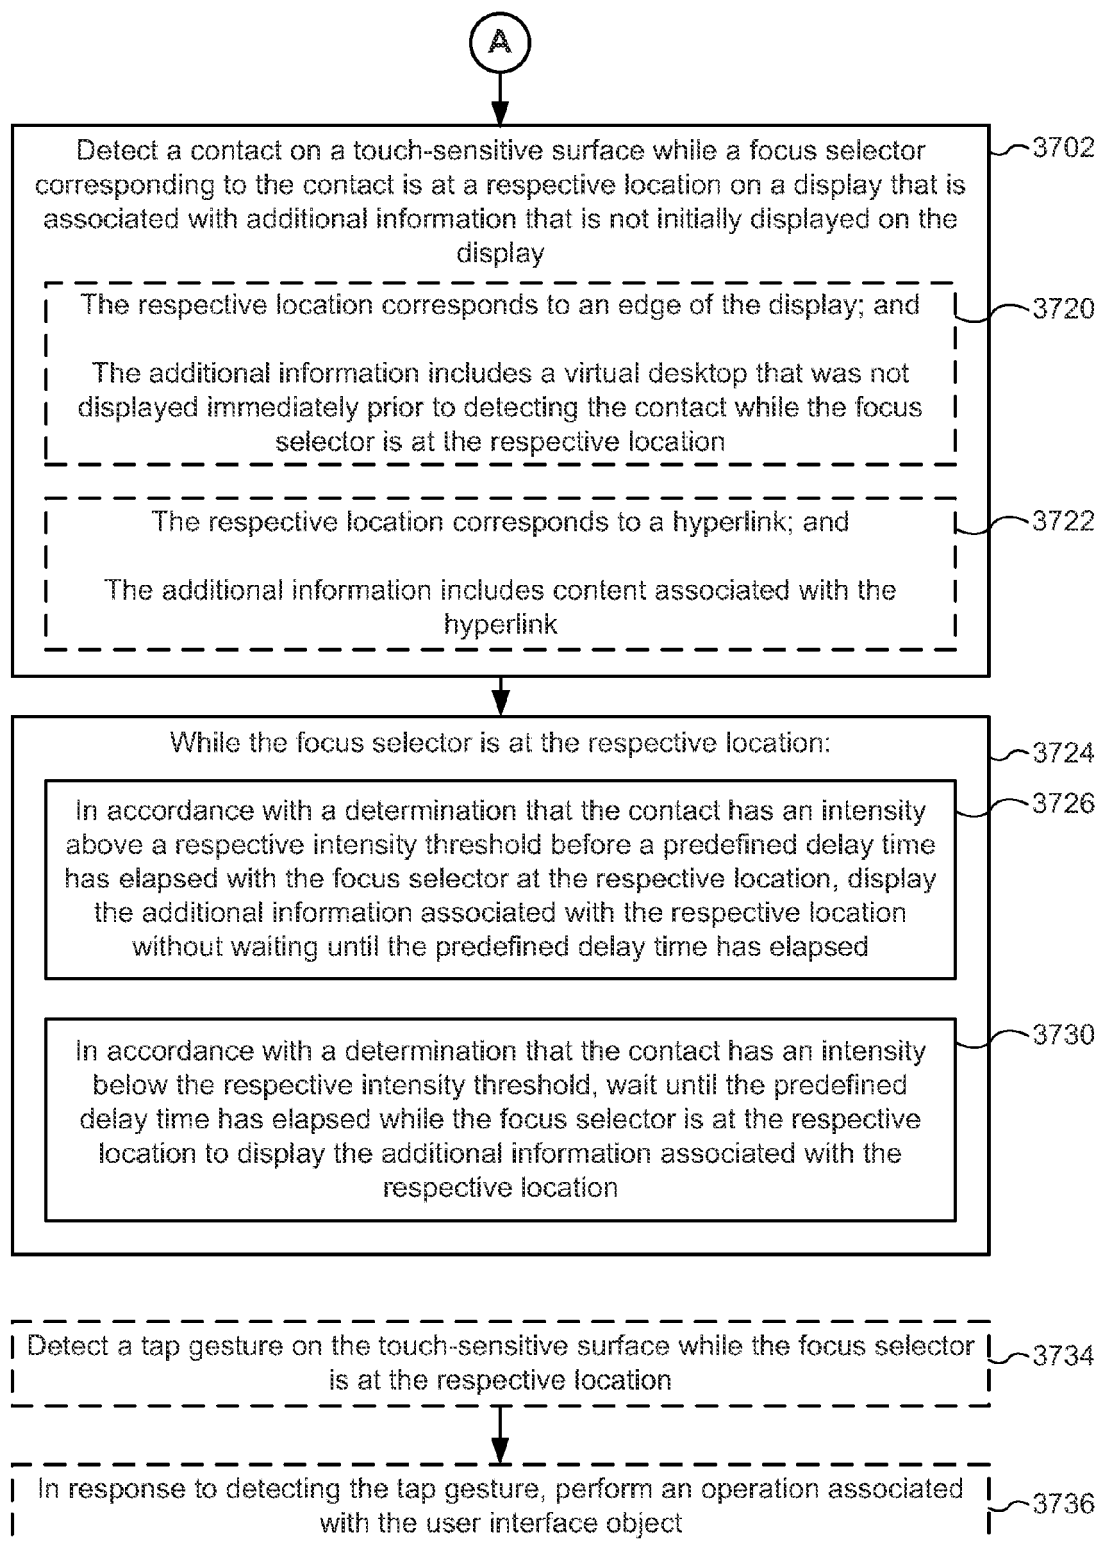 A
Detect a contact on a touch-sensitive surface while a focus selector
corresponding to the contact is at a respective location on a display that is
associated with additional information that is not initially displayed on the
display
3702
The respective location corresponds to an edge of the display; and
The additional information includes a virtual desktop that was not
displayed immediately prior to detecting the contact while the focus
selector is at the respective location
3720
The respective location corresponds to a hyperlink; and
The additional information includes content associated with the
hyperlink
3722
While the focus selector is at the respective location:
3724
In accordance with a determination that the contact has an intensity
above a respective intensity threshold before a predefined delay time
has elapsed with the focus selector at the respective location, display
the additional information associated with the respective location
without waiting until the predefined delay time has elapsed
3726
In accordance with a determination that the contact has an intensity
below the respective intensity threshold, wait until the predefined
delay time has elapsed while the focus selector is at the respective
location to display the additional information associated with the
respective location
3730
Detect a tap gesture on the touch-sensitive surface while the focus selector
is at the respective location
3734
In response to detecting the tap gesture, perform an operation associated
with the user interface object
3736